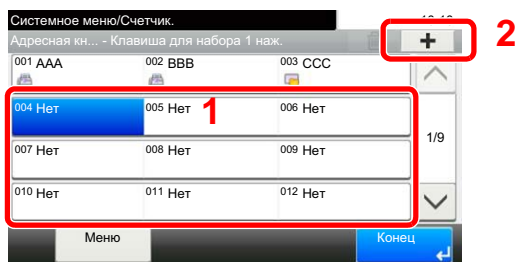 Системное меню/Счетчик.
Адресная кн... - Клавиша для набора 1 наж.
+
2
001 AAA
002 BBB
003 CCC
004 Нет
005 Нет
1
006 Нет
1/9
007 Нет
008 Нет
009 Нет
010 Нет
011 Нет
012 Нет
Меню
Конец